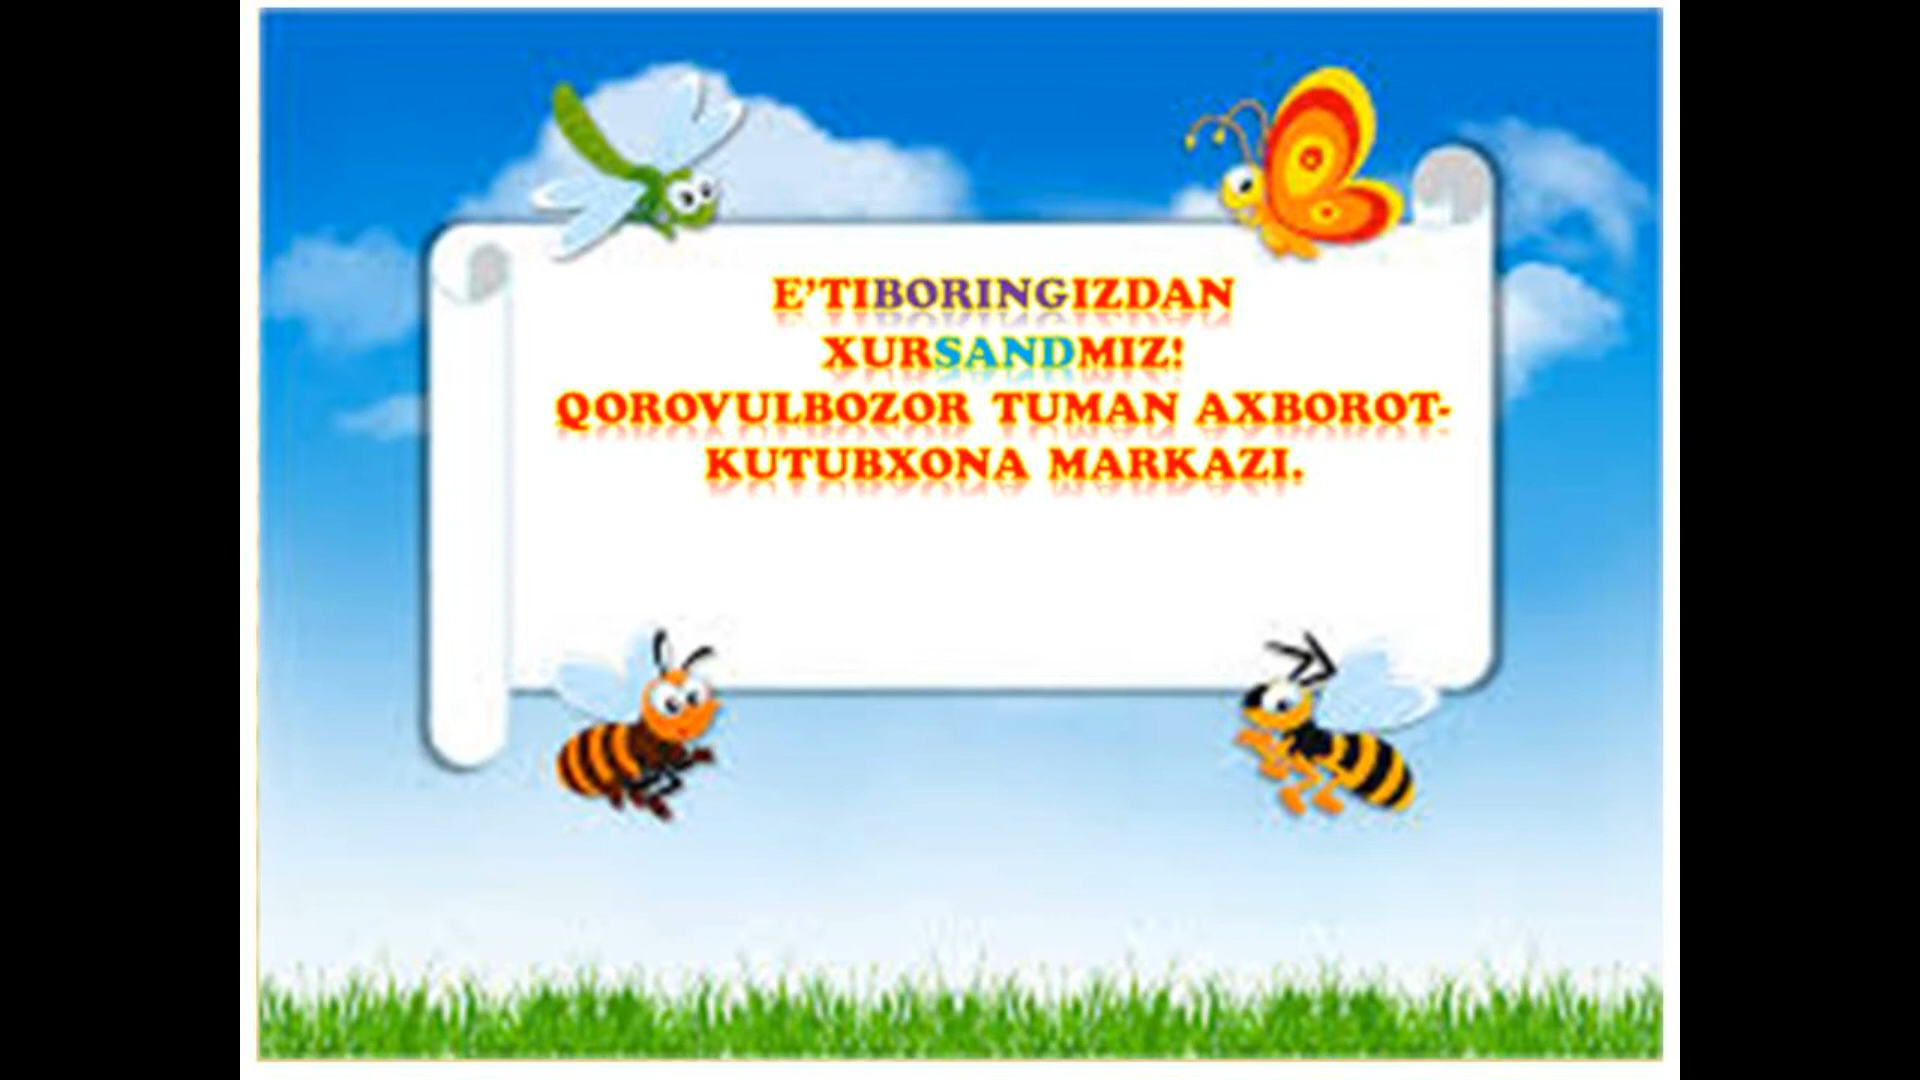 E’TIBORINGIZDAN
XURSANDMIZ!
QOROVULBOZOR TUMAN AXBOROT-
KUTUBXONA MARKAZI.